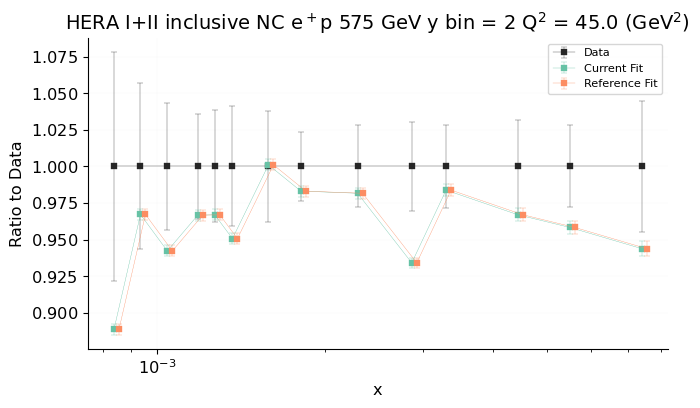 HERA I+II inclusive NC e⁺p 575 GeV y bin = 2 Q² = 45.0 (GeV²)
Ratio to Data
1.075
1.050
1.025
1.000
0.975
0.950
0.925
0.900
Data
Current Fit
Reference Fit
10⁻³
x